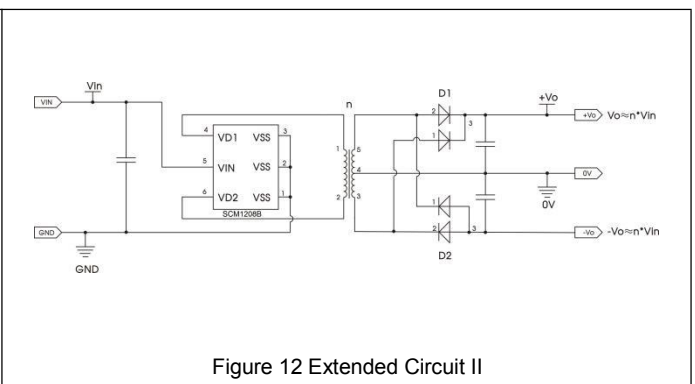 Vin
VIN
GND
GND
4 VD1 VSS 3
5 VIN VSS 2
6 VD2 VSS 1
SCM1208B
n
1 5
4
2 3
D1
2
1 3
+Vo
+Vo Vo≈n*Vin
0V
0V
1
2 3
D2
-Vo -Vo≈n*Vin
Figure 12 Extended Circuit II